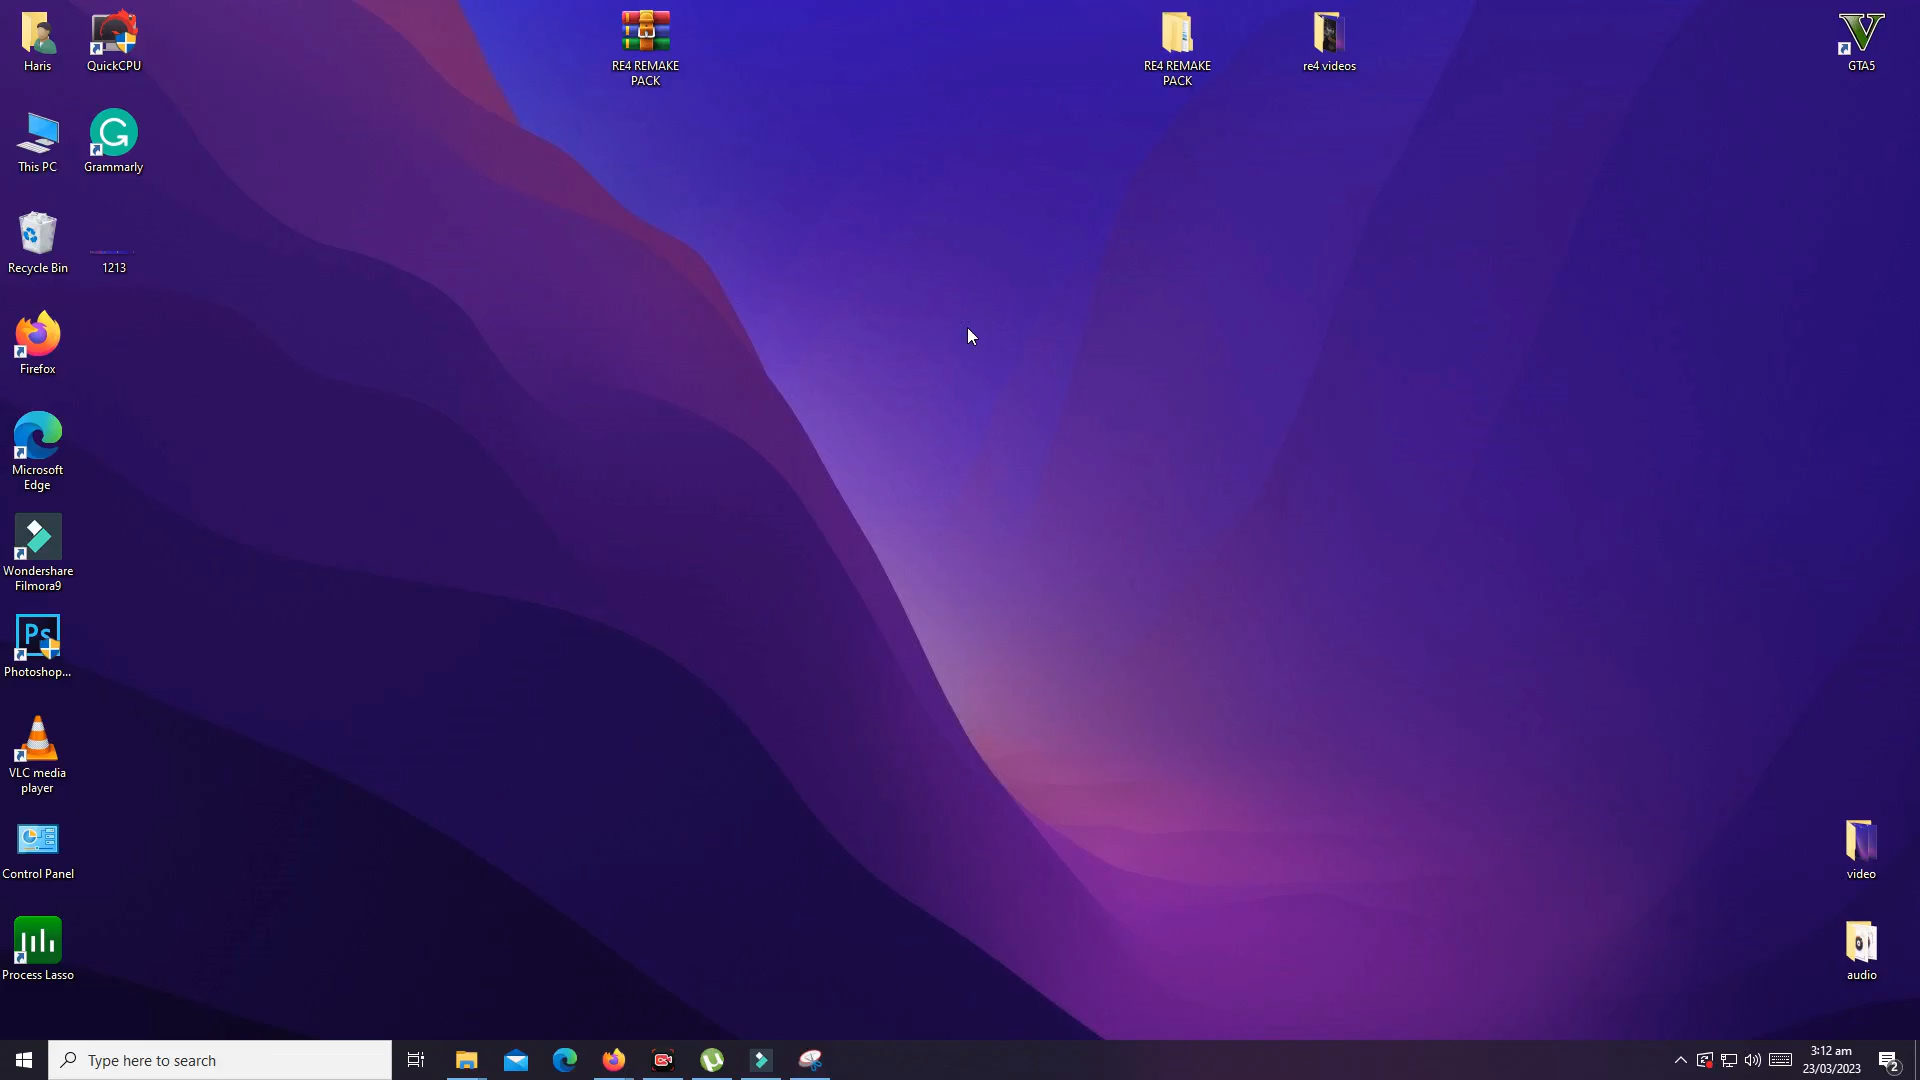 Haris
QuickCPU
RE4 REMAKE
PACK
RE4 REMAKE
PACK
re4 videos
GTA5
This PC
Grammarly
Recycle Bin
1213
Firefox
Microsoft
Edge
Wondershare
Filmora9
Ps
Photoshop...
VLC media
player
Control Panel
video
Process Lasso
audio
Type here to search
3:12 am
23/03/2023
2